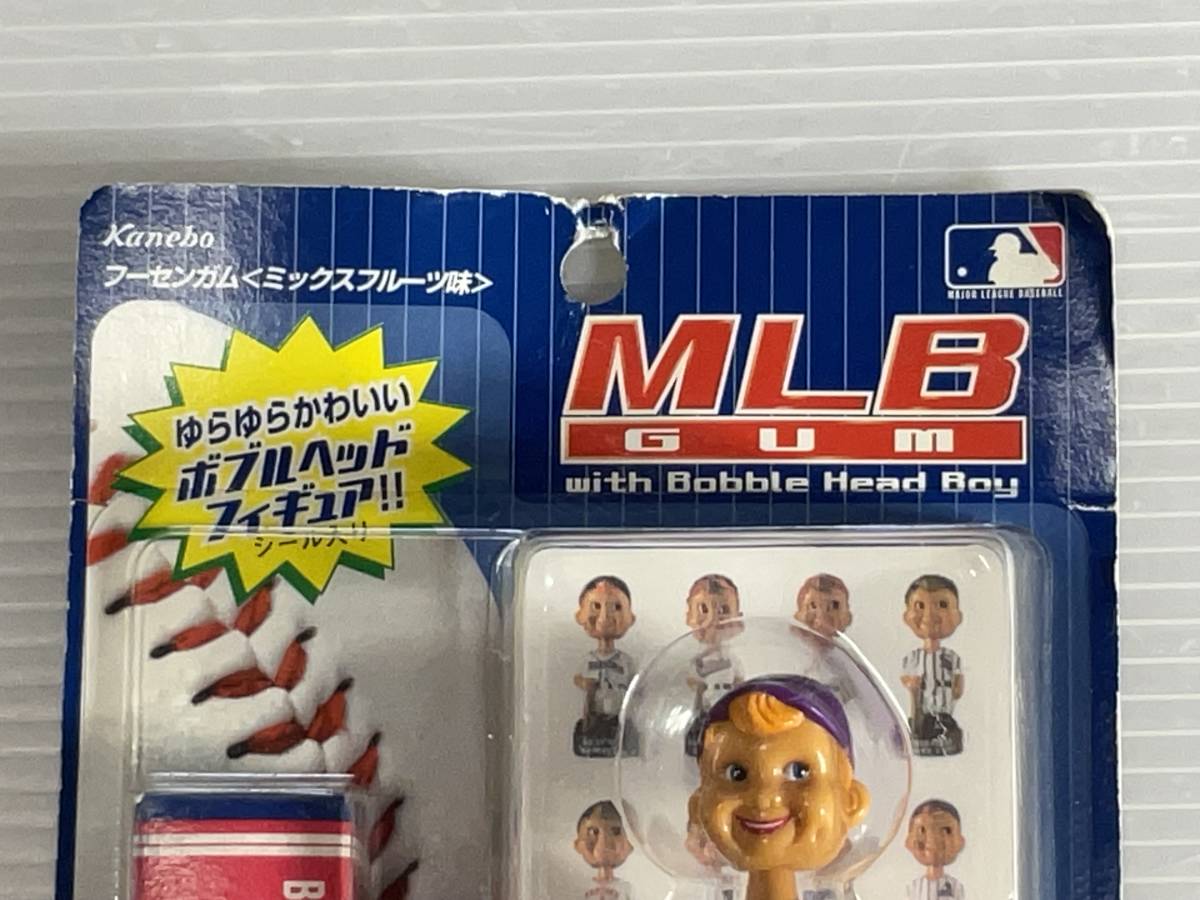 Kanebo
フーセンガム<ミックスフルーツ味>
MAJOR LEAGUE BASEBALL
MLB
GUM
with Bobble Head Boy
ゆらゆらかわいい
ボブルヘッド
フィギュア!!
シール入り
B